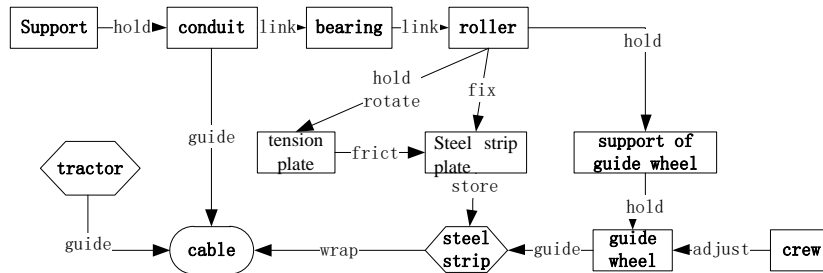 Support hold conduit link bearing link roller
hold
hold
rotate
fix
guide
tension
plate
frict
Steel strip
plate
support of
guide wheel
tractor
store
hold
guide
cable
wrap
steel
strip
guide
guide
wheel
adjust
crew